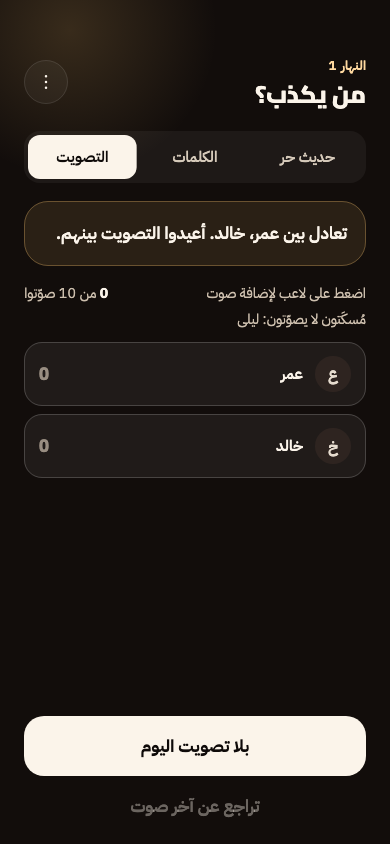 النهار 1
من يكذب؟
حديث حر
الكلمات
التصويت
تعادل بين عمر، خالد. أعيدوا التصويت بينهم.
اضغط على لاعب لإضافة صوت
0 من 10 صوّتوا
مُسكّتون لا يصوّتون: ليلى
ع
عمر
0
خ
خالد
0
بلا تصويت اليوم
تراجع عن آخر صوت